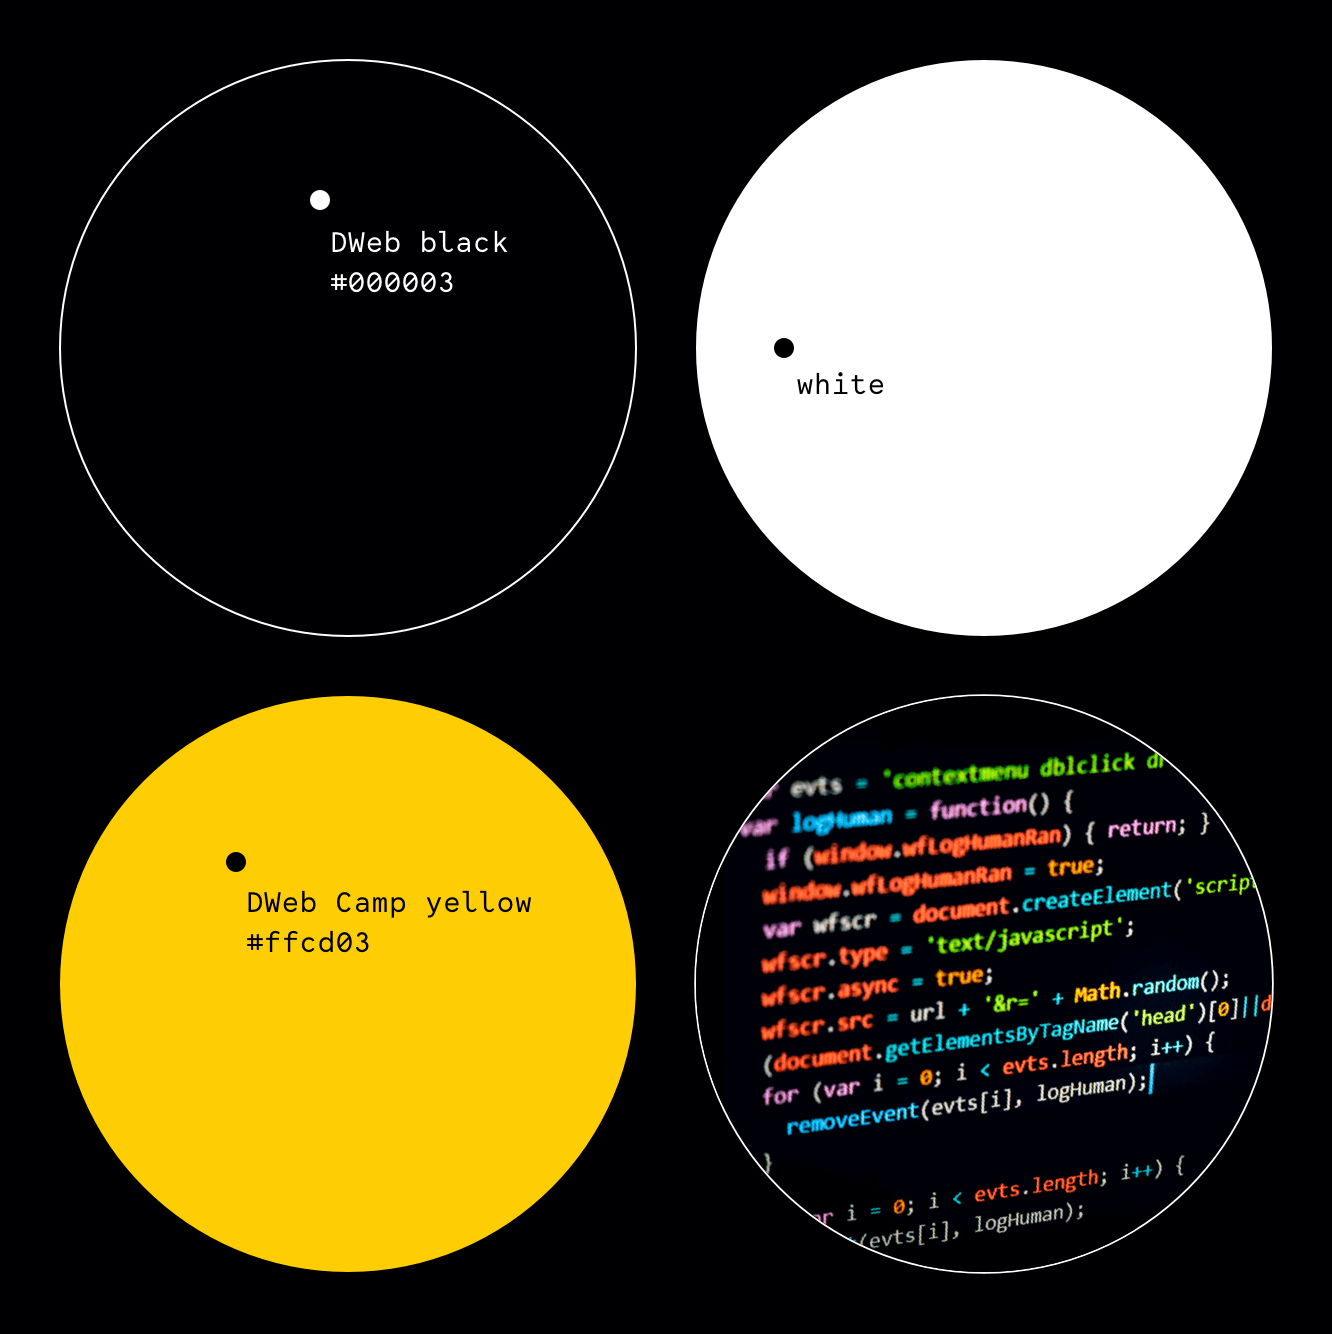 DWeb black
#000003
white
DWeb Camp yellow
#ffcd03
evts = 'contextmenu dblclick
var logHuman = function() {
if (window.wfLogHumanRan) { return; }
window.wfLogHumanRan = true;
var wfscr = document.createElement('script
wfscr.type = 'text/javascript';
wfscr.async = true;
wfscr.src = url + '&r=' + Math.random();
(document.getElementsByTagName('head')[0]||d
for (var i = 0; i < evts.length; i++) {
removeEvent(evts[i], logHuman);
}
i = 0; i < evts.length; i++) {
(evts[i], logHuman);